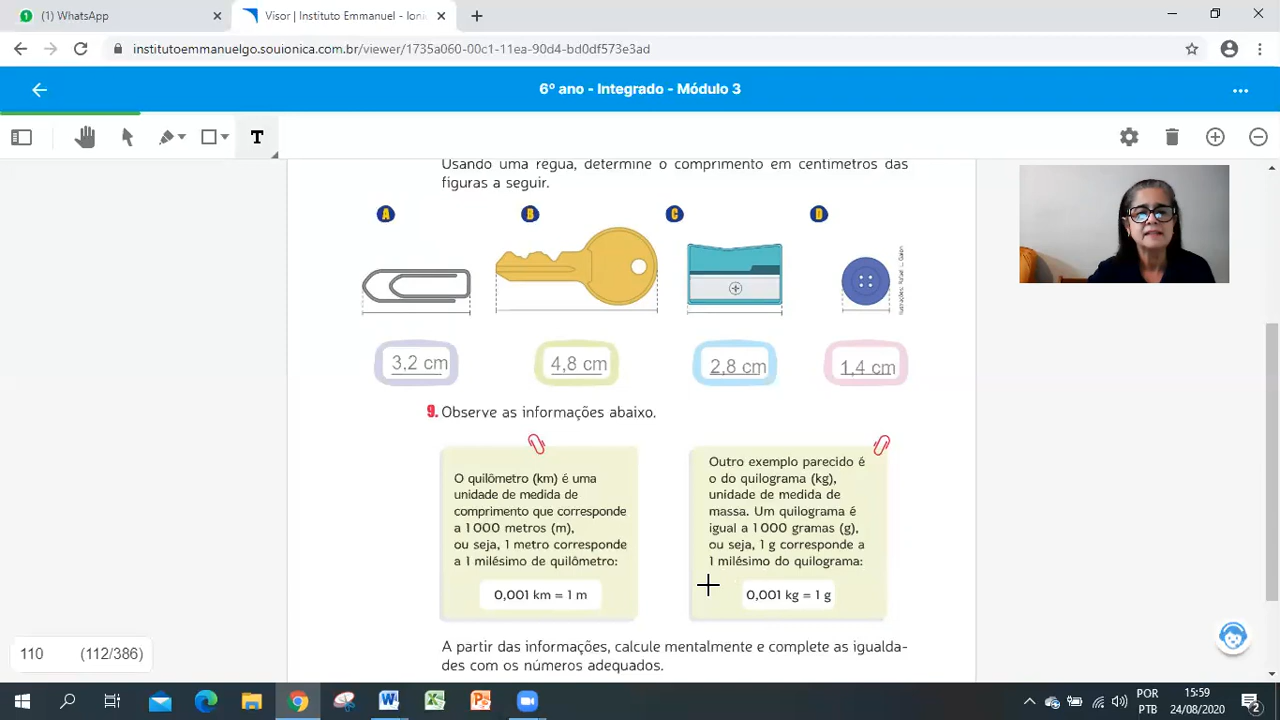 (1) WhatsApp
Visor | Instituto Emmanuel - Ionic
institutoemmanuelgo.souionica.com.br/viewer/1735a060-00c1-11ea-90d4-bd0df573e3ad
6º ano - Integrado - Módulo 3
T
Usando uma régua, determine o comprimento em centímetros das
figuras a seguir.
A B C D
3,2 cm 4,8 cm 2,8 cm 1,4 cm
9. Observe as informações abaixo.
O quilômetro (km) é uma
unidade de medida de
comprimento que corresponde
a 1 000 metros (m),
ou seja, 1 metro corresponde
a 1 milésimo de quilômetro:
0,001 km = 1 m
Outro exemplo parecido é
o do quilograma (kg),
unidade de medida de
massa. Um quilograma é
igual a 1 000 gramas (g),
ou seja, 1 g corresponde a
1 milésimo do quilograma:
0,001 kg = 1 g
A partir das informações, calcule mentalmente e complete as igualda-
des com os números adequados.
110 (112/386)
POR
PTB
15:59
24/08/2020
2